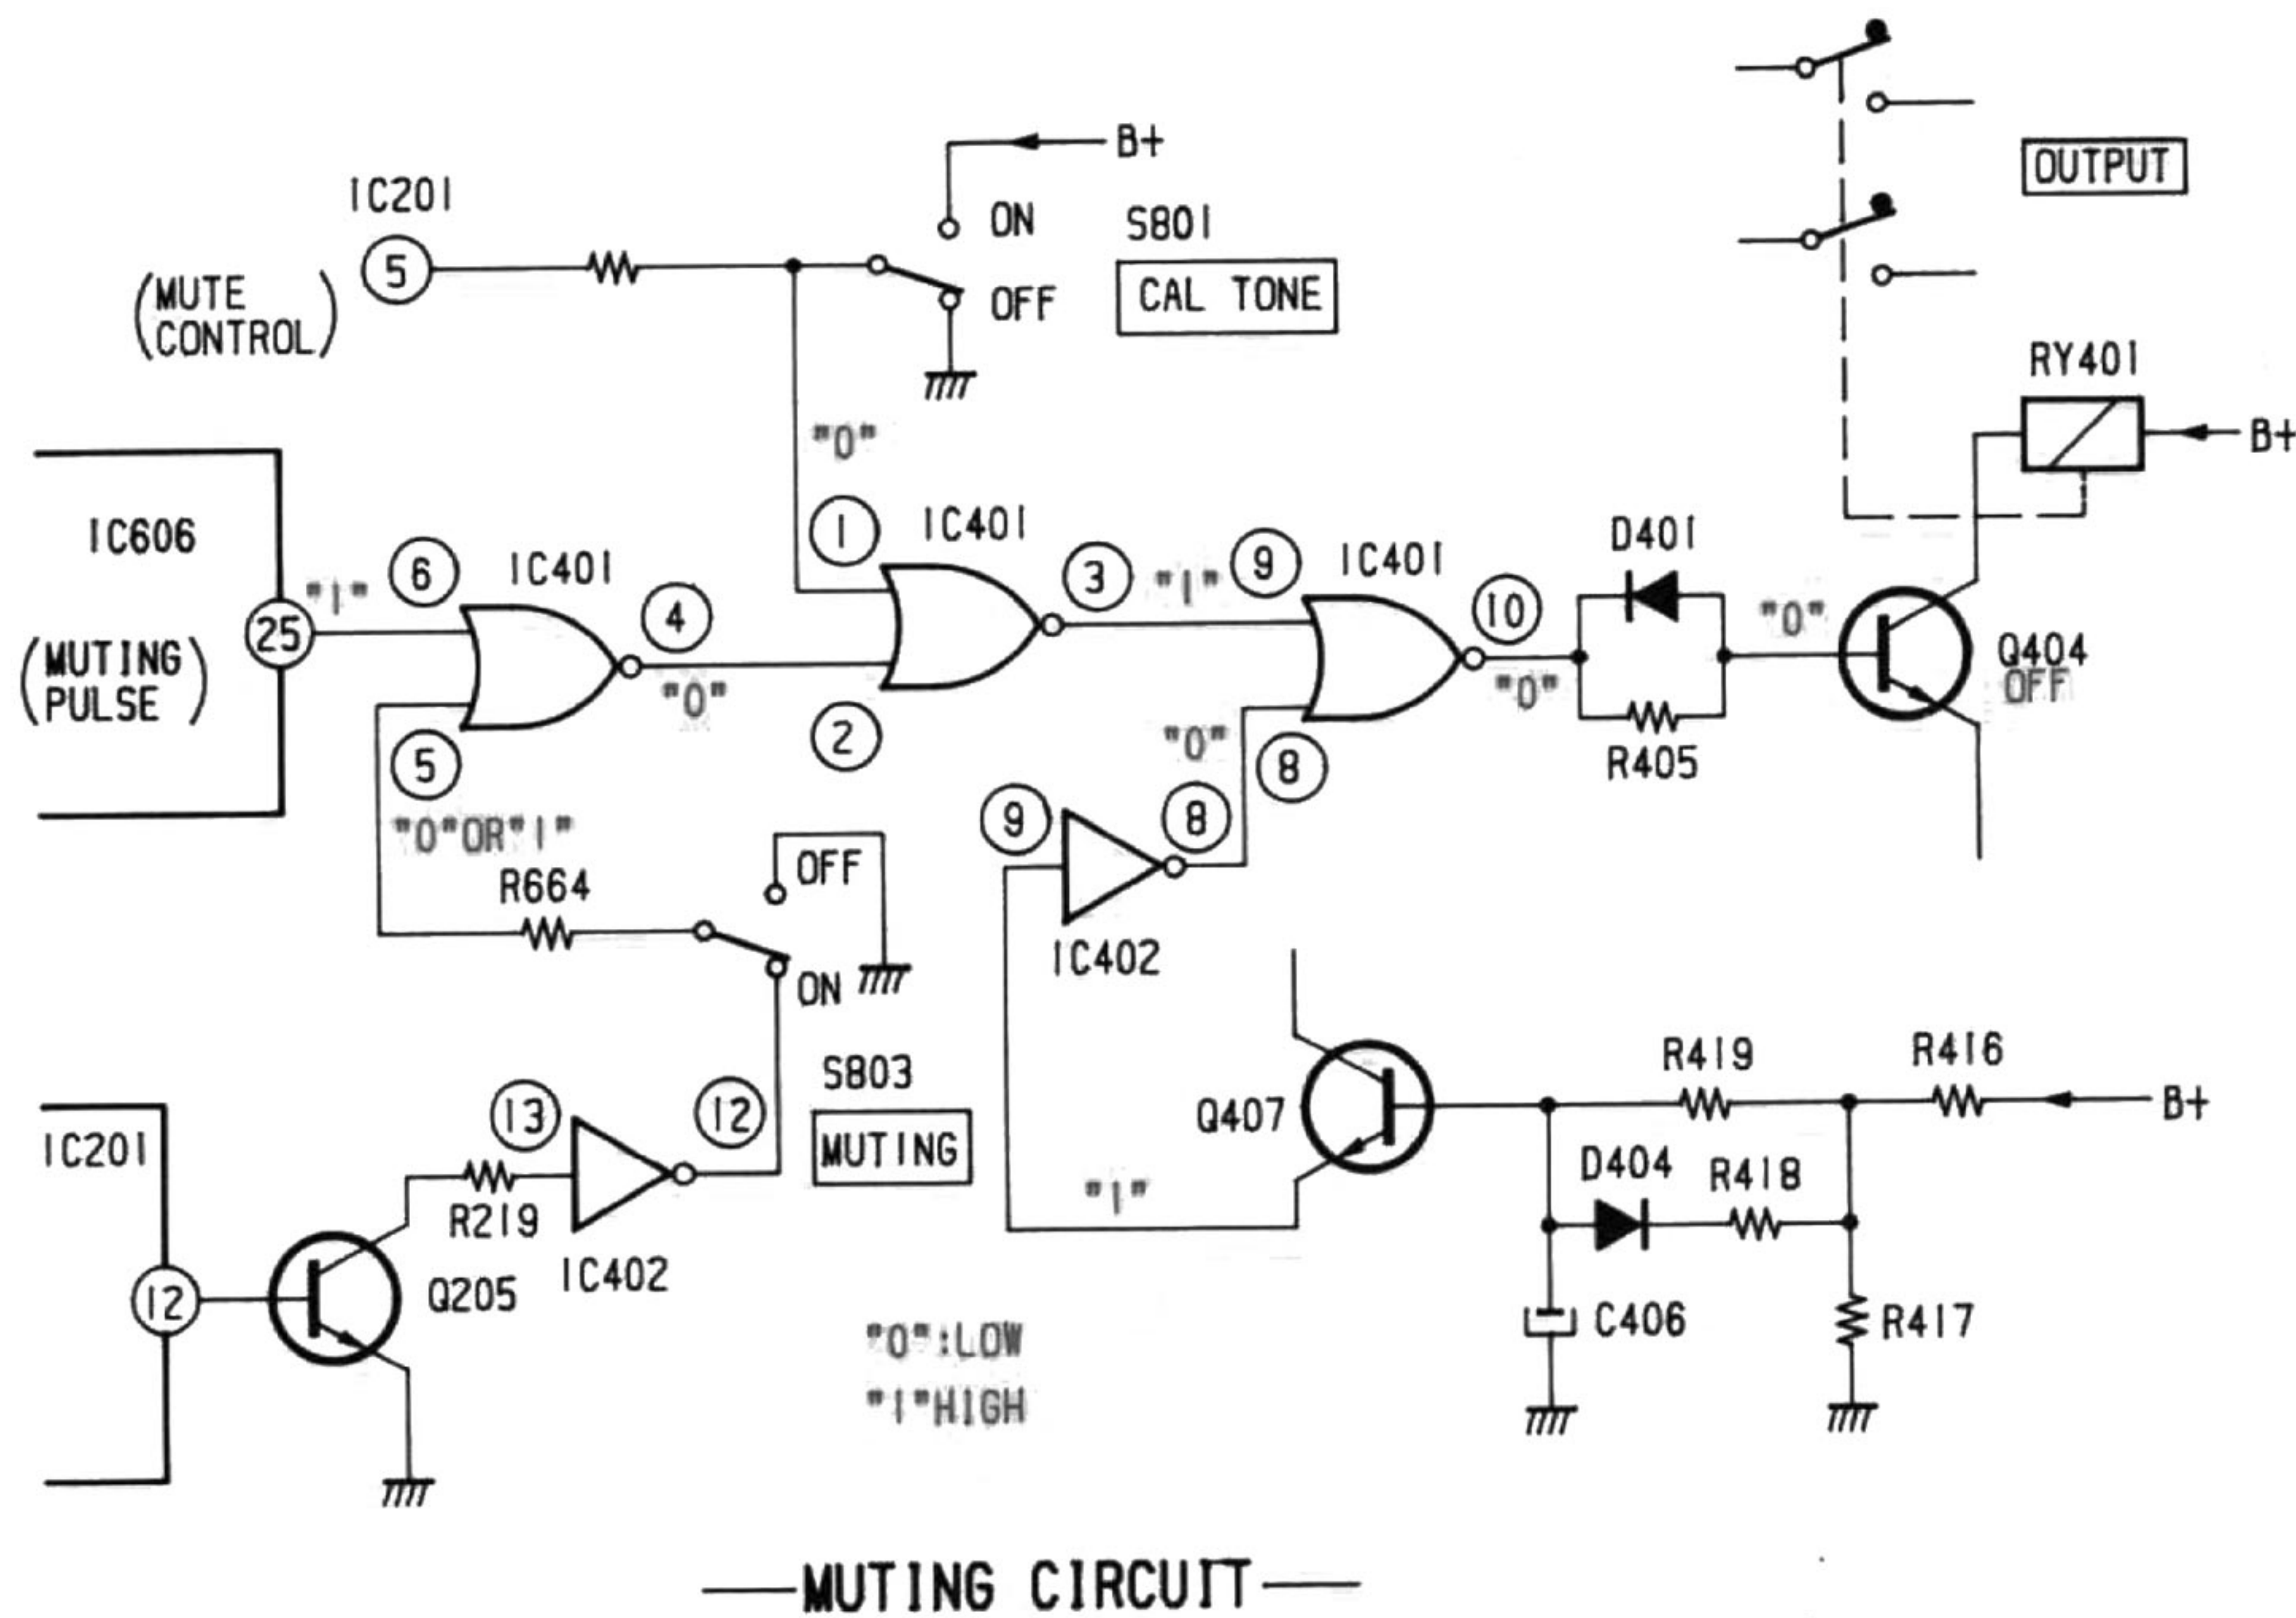 B+
OUTPUT
IC201
ON
S801
5
(MUTE
CONTROL)
OFF
CAL TONE
RY401
B+
"0"
IC606
6
IC401
1
IC401
3
"1"
9
IC401
10
D401
"0"
"1"
25
4
Q404
OFF
(MUTING
PULSE)
"0"
2
"0"
8
"0"
R405
5
"0"OR"1"
R664
OFF
9
8
IC402
ON
S803
MUTING
13
12
R419
R416
Q407
B+
IC201
D404
R418
"1"
R219
IC402
12
Q205
C406
R417
"0":LOW
"1"HIGH
MUTING CIRCUIT